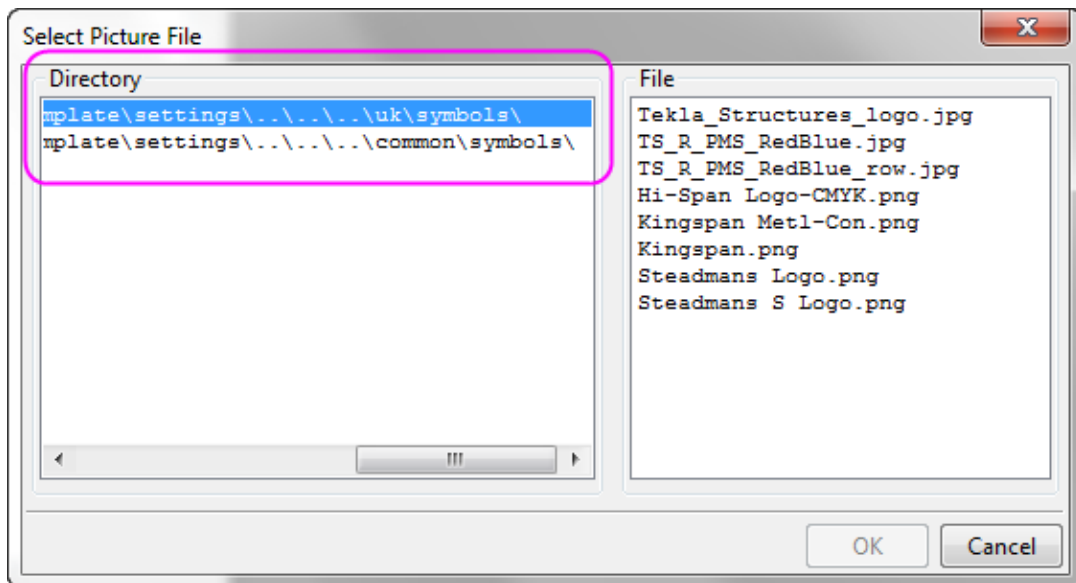 Select Picture File
x
Directory
mplate\settings\..\..\..\uk\symbols\
mplate\settings\..\..\..\common\symbols\
File
Tekla_Structures_logo.jpg
TS_R_PMS_RedBlue.jpg
TS_R_PMS_RedBlue_row.jpg
Hi-Span Logo-CMYK.png
Kingspan Metl-Con.png
Kingspan.png
Steadmans Logo.png
Steadmans S Logo.png
OK
Cancel